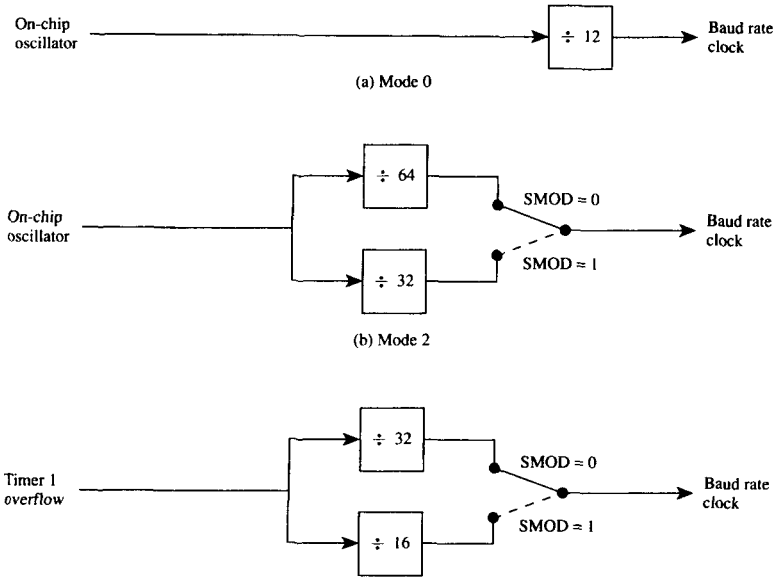 On-chip
oscillator
÷ 12
Baud rate
clock
(a) Mode 0
÷ 64
SMOD = 0
On-chip
oscillator
Baud rate
clock
÷ 32
SMOD = 1
(b) Mode 2
÷ 32
SMOD = 0
Timer 1
overflow
Baud rate
clock
÷ 16
SMOD = 1